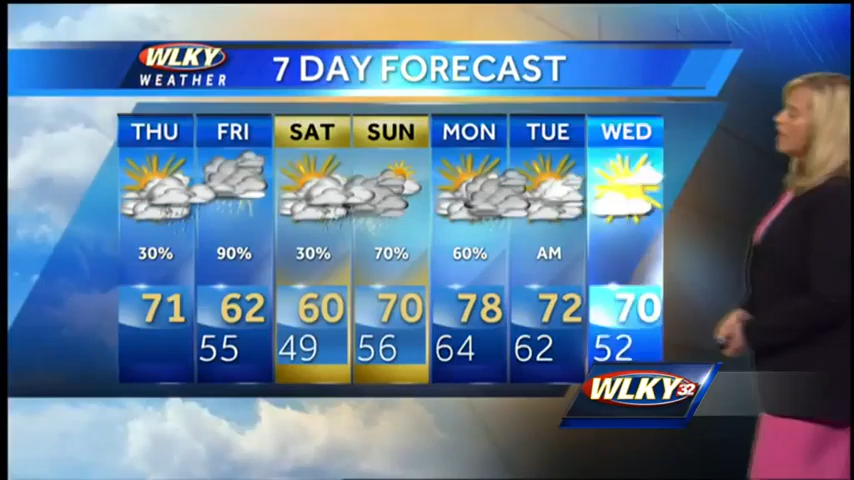 WLKY
WEATHER
7 DAY FORECAST
THU FRI SAT SUN MON TUE WED
30% 90% 30% 70% 60% AM
71 62 60 70 78 72 70
55 49 56 64 62 52
WLKY 32